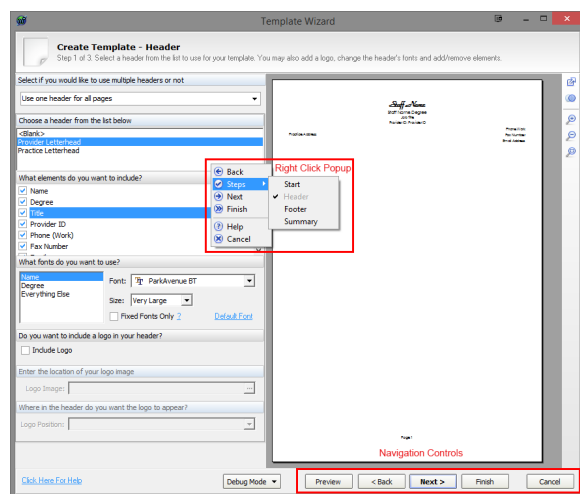 Template Wizard
Create Template - Header
Step 1 of 3. Select a header from the list to use for your template. You may also add a logo, change the header's fonts and add/remove elements.
Select if you would like to use multiple headers or not
Use one header for all pages
Choose a header from the list below
<Blank>
Provider Letterhead
Practice Letterhead
What elements do you want to include?
Name
Degree
Title
Provider ID
Phone (Work)
Fax Number
What fonts do you want to use?
Name
Degree
Everything Else
Font: ParkAvenue BT
Size: Very Large
Fixed Fonts Only ?
Default Font
Do you want to include a logo in your header?
Include Logo
Enter the location of your logo image
Logo Image:
...
Where in the header do you want the logo to appear?
Logo Position:
Click Here For Help
Debug Mode
Right Click Popup
Back
Steps
Next
Finish
Help
Cancel
Start
Header
Footer
Summary
Staff Name
Staff Name Degree
Job Title
Provider ID: Provider ID
Practice Address
Phone (Work)
Fax Number
Email Address
Page 1
Navigation Controls
Preview
< Back
Next >
Finish
Cancel